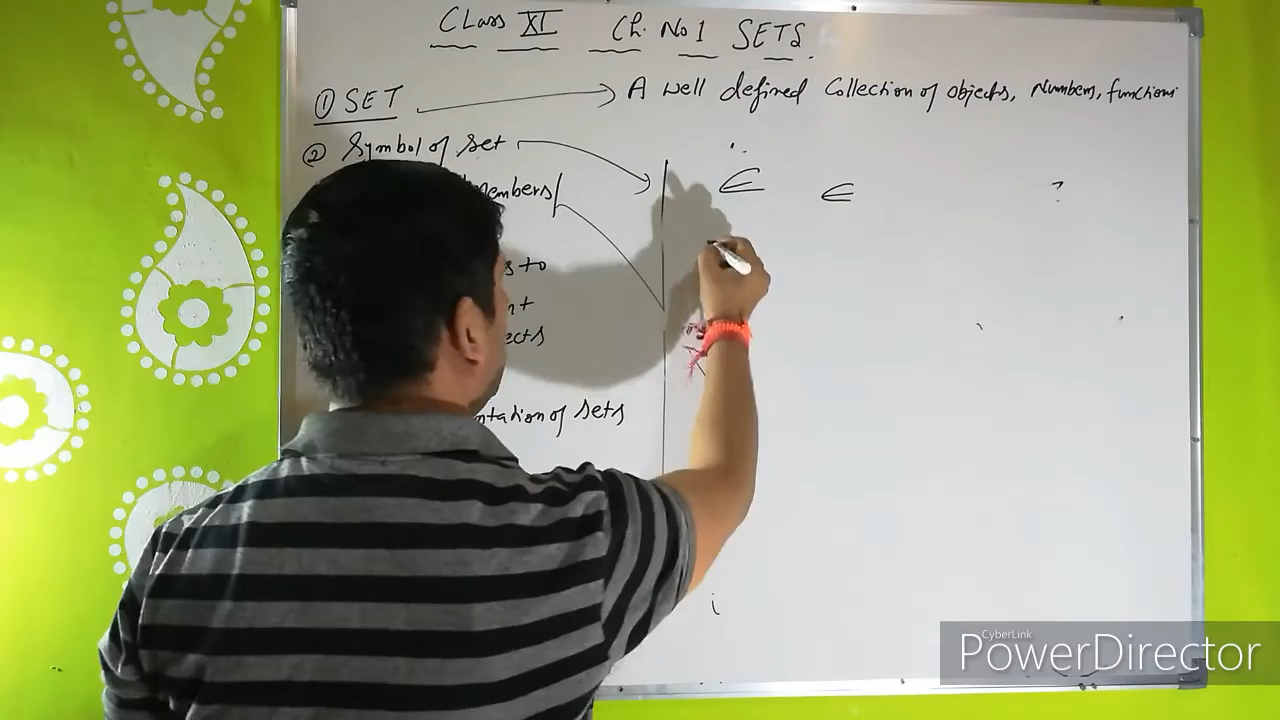 Class XI Ch. No 1 SETS.
① SET → A well defined Collection of objects, Numbers, functions
② Symbol of set → ∈ ∈
members
s to
ects
ntation of sets
CyberLink
PowerDirector